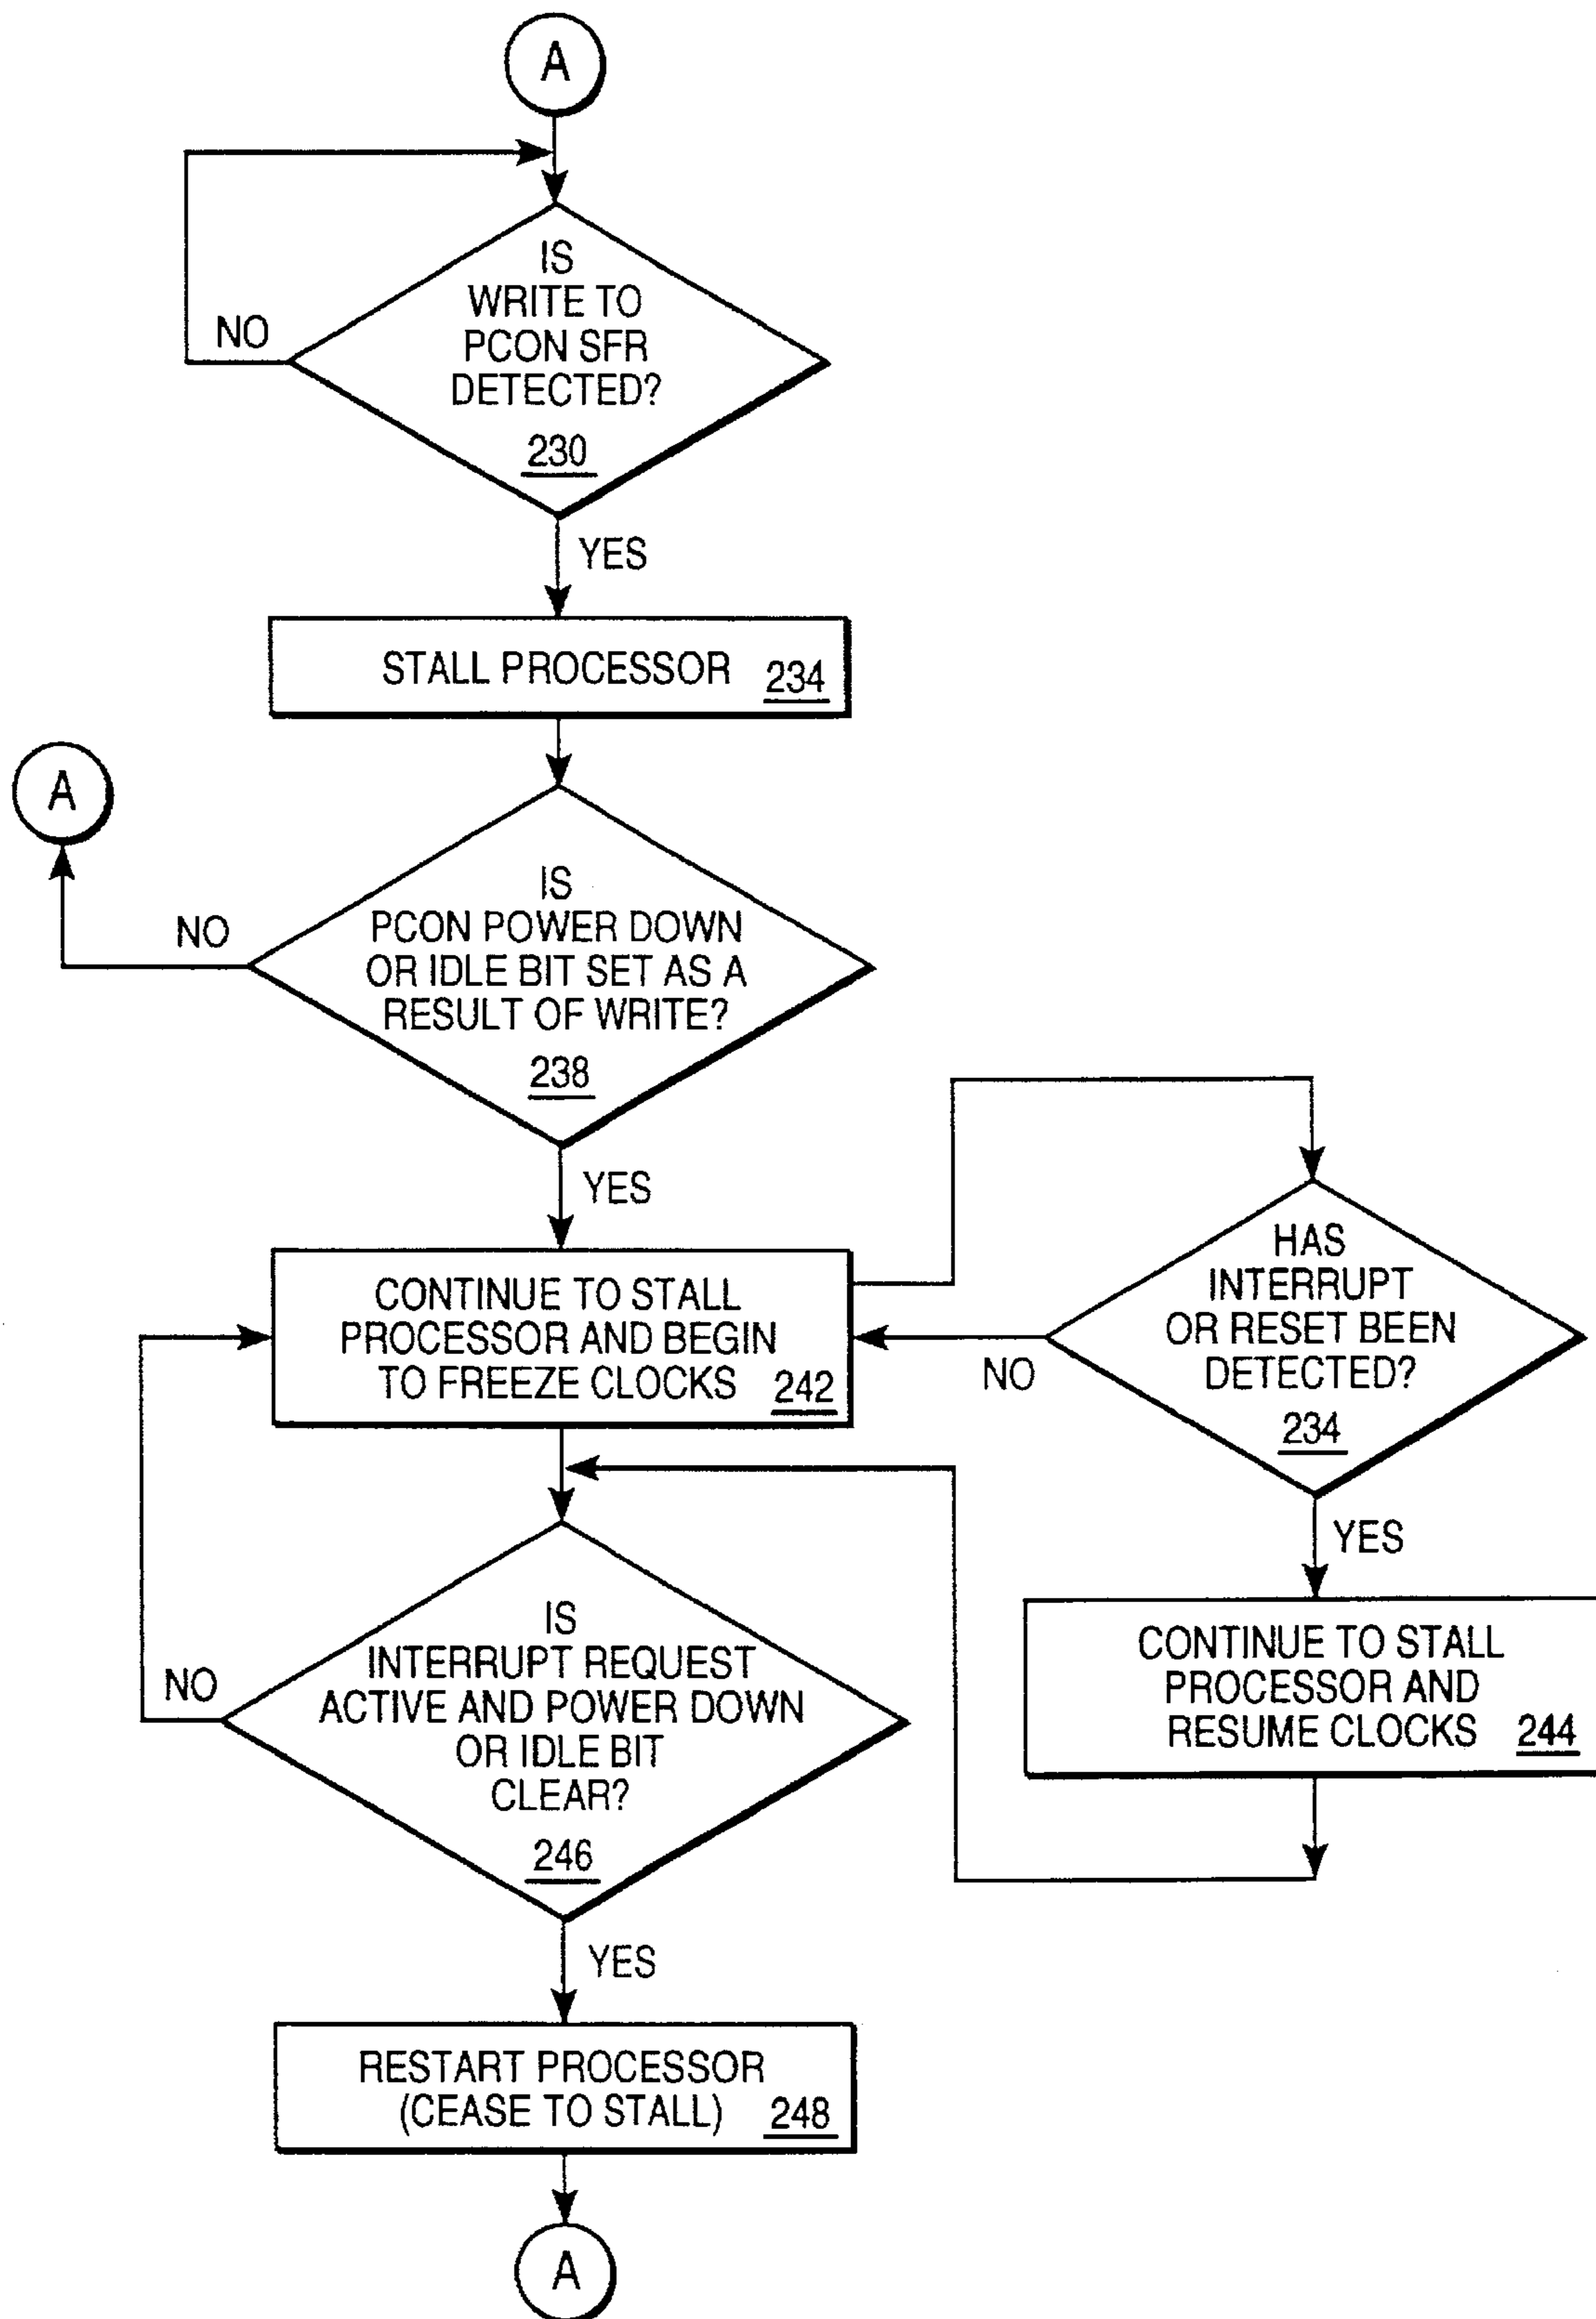 A
IS
WRITE TO
PCON SFR
DETECTED?
230
NO
YES
STALL PROCESSOR 234
A
IS
PCON POWER DOWN
OR IDLE BIT SET AS A
RESULT OF WRITE?
238
NO
YES
CONTINUE TO STALL
PROCESSOR AND BEGIN
TO FREEZE CLOCKS 242
HAS
INTERRUPT
OR RESET BEEN
DETECTED?
234
NO
YES
CONTINUE TO STALL
PROCESSOR AND
RESUME CLOCKS 244
IS
INTERRUPT REQUEST
ACTIVE AND POWER DOWN
OR IDLE BIT
CLEAR?
246
NO
YES
RESTART PROCESSOR
(CEASE TO STALL) 248
A